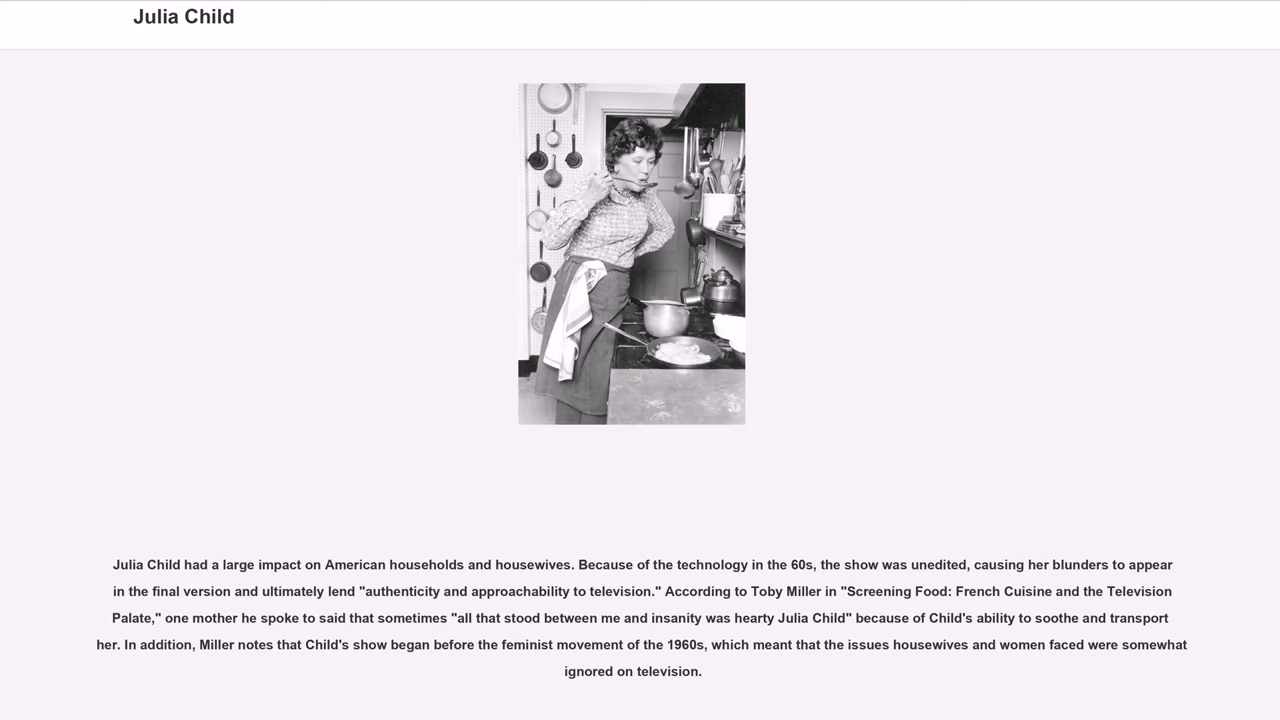 Julia Child
Julia Child had a large impact on American households and housewives. Because of the technology in the 60s, the show was unedited, causing her blunders to appear
in the final version and ultimately lend "authenticity and approachability to television." According to Toby Miller in "Screening Food: French Cuisine and the Television
Palate," one mother he spoke to said that sometimes "all that stood between me and insanity was hearty Julia Child" because of Child's ability to soothe and transport
her. In addition, Miller notes that Child's show began before the feminist movement of the 1960s, which meant that the issues housewives and women faced were somewhat
ignored on television.